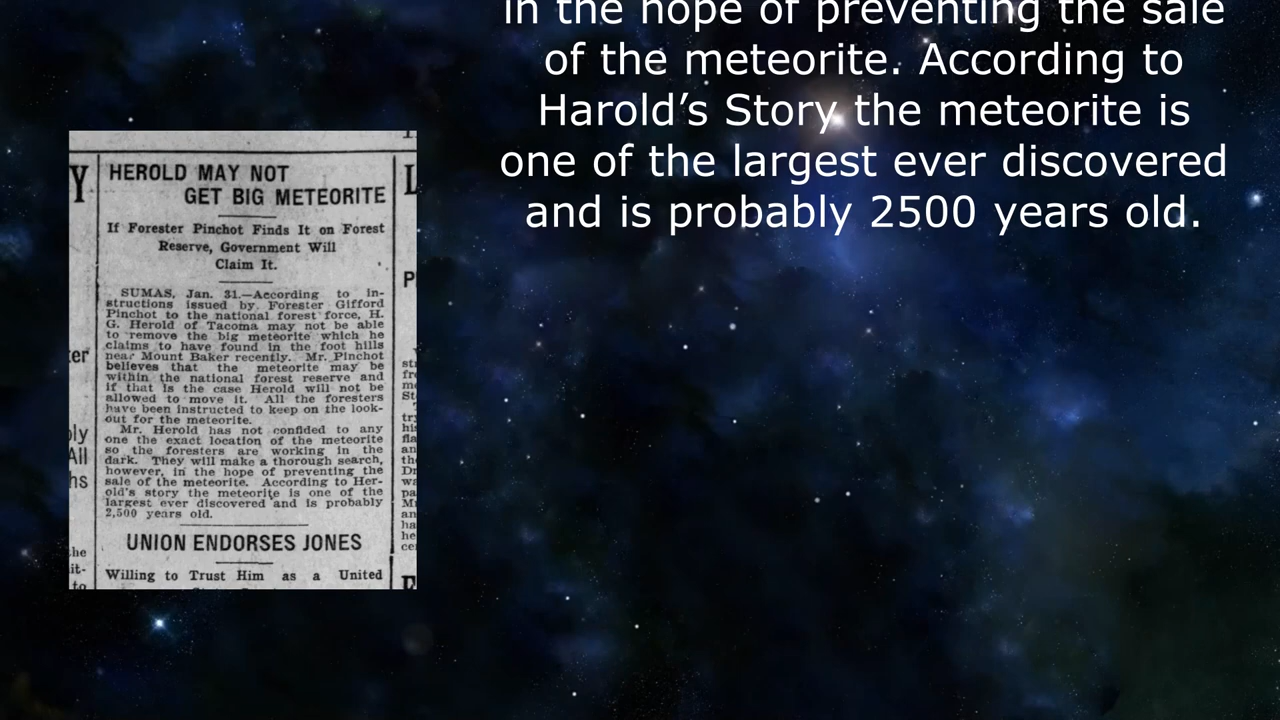 in the hope of preventing the sale
of the meteorite. According to
Harold’s Story the meteorite is
one of the largest ever discovered
and is probably 2500 years old.
HEROLD MAY NOT
GET BIG METEORITE
If Forester Pinchot Finds It on Forest
Reserve, Government Will
Claim It.
SUMAS, Jan. 31.—According to in-
structions issued by Forester Gifford
Pinchot to the national forest force, H.
G. Herold of Tacoma may not be able
to remove the big meteorite which he
claims to have found in the foot hills
near Mount Baker recently. Mr. Pinchot
believes that the meteorite may be
within the national forest reserve and
if that is the case Herold will not be
allowed to move it. All the foresters
have been instructed to keep on the look-
out for the meteorite.
Mr. Herold has not confided to any
one the exact location of the meteorite
so the foresters are working in the
dark. They will make a thorough search,
however, in the hope of preventing the
sale of the meteorite. According to Her-
old's story the meteorite is one of the
largest ever discovered and is probably
2,500 years old.
UNION ENDORSES JONES
Willing to Trust Him as a United